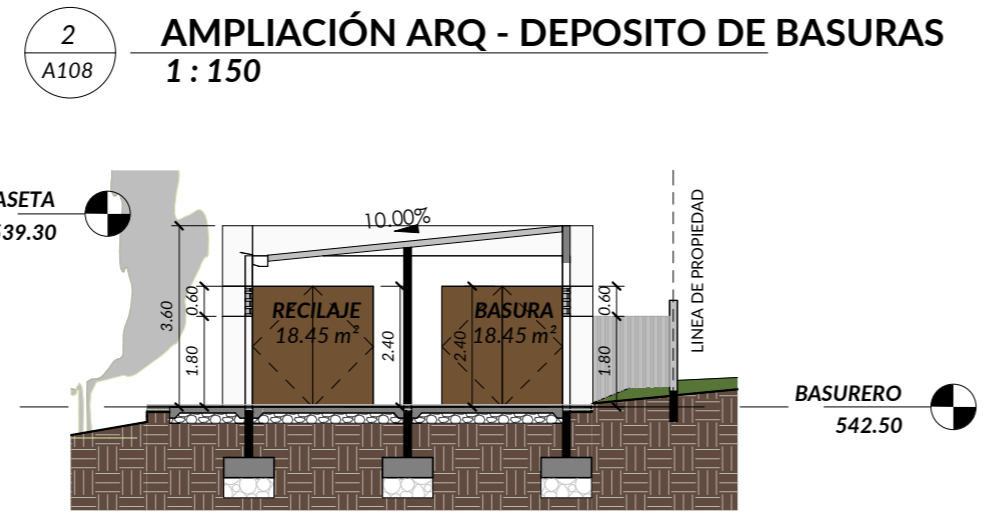 2
A108
AMPLIACIÓN ARQ - DEPOSITO DE BASURAS
1 : 150
ASETA
39.30
10.00%
LINEA DE PROPIEDAD
3.60
0.60
1.80
RECILAJE
18.45 m²
2.40
2.40
BASURA
18.45 m²
0.60
1.80
BASURERO
542.50